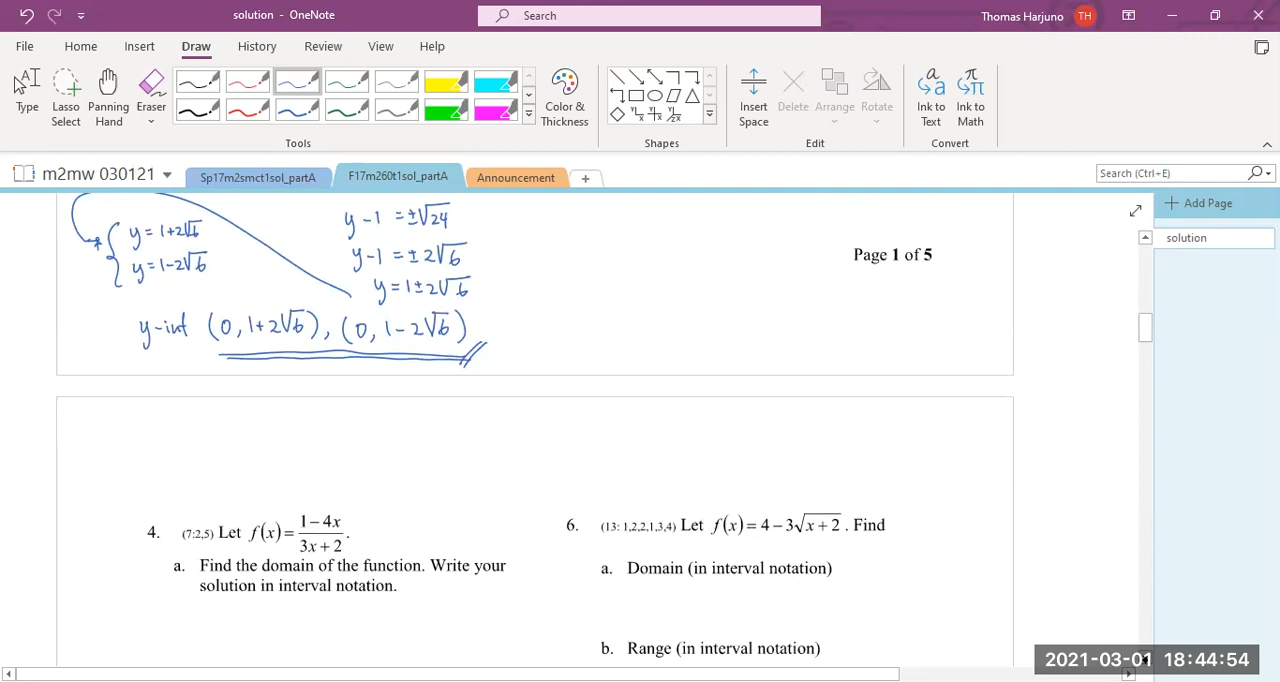 solution - OneNote
Search
Thomas Harjuno TH
File Home Insert Draw History Review View Help
Type
Lasso Select
Panning Hand
Eraser
Color & Thickness
Insert Space
Delete
Arrange
Rotate
Ink to Text
Ink to Math
Tools
Shapes
Edit
Convert
m2mw 030121
Sp17m2smct1sol_partA
F17m260t1sol_partA
Announcement
Search (Ctrl+E)
Add Page
solution
y = 1+2√6
y = 1-2√6
y-1 = ±√24
y-1 = ±2√6
y = 1±2√6
y-int (0, 1+2√6), (0, 1-2√6)
Page 1 of 5
4. (7:2,5) Let f(x) = (1-4x)/(3x+2).
a. Find the domain of the function. Write your
solution in interval notation.
6. (13: 1,2,2,1,3,4) Let f(x) = 4-3√(x+2). Find
a. Domain (in interval notation)
b. Range (in interval notation)
2021-03-01 18:44:54